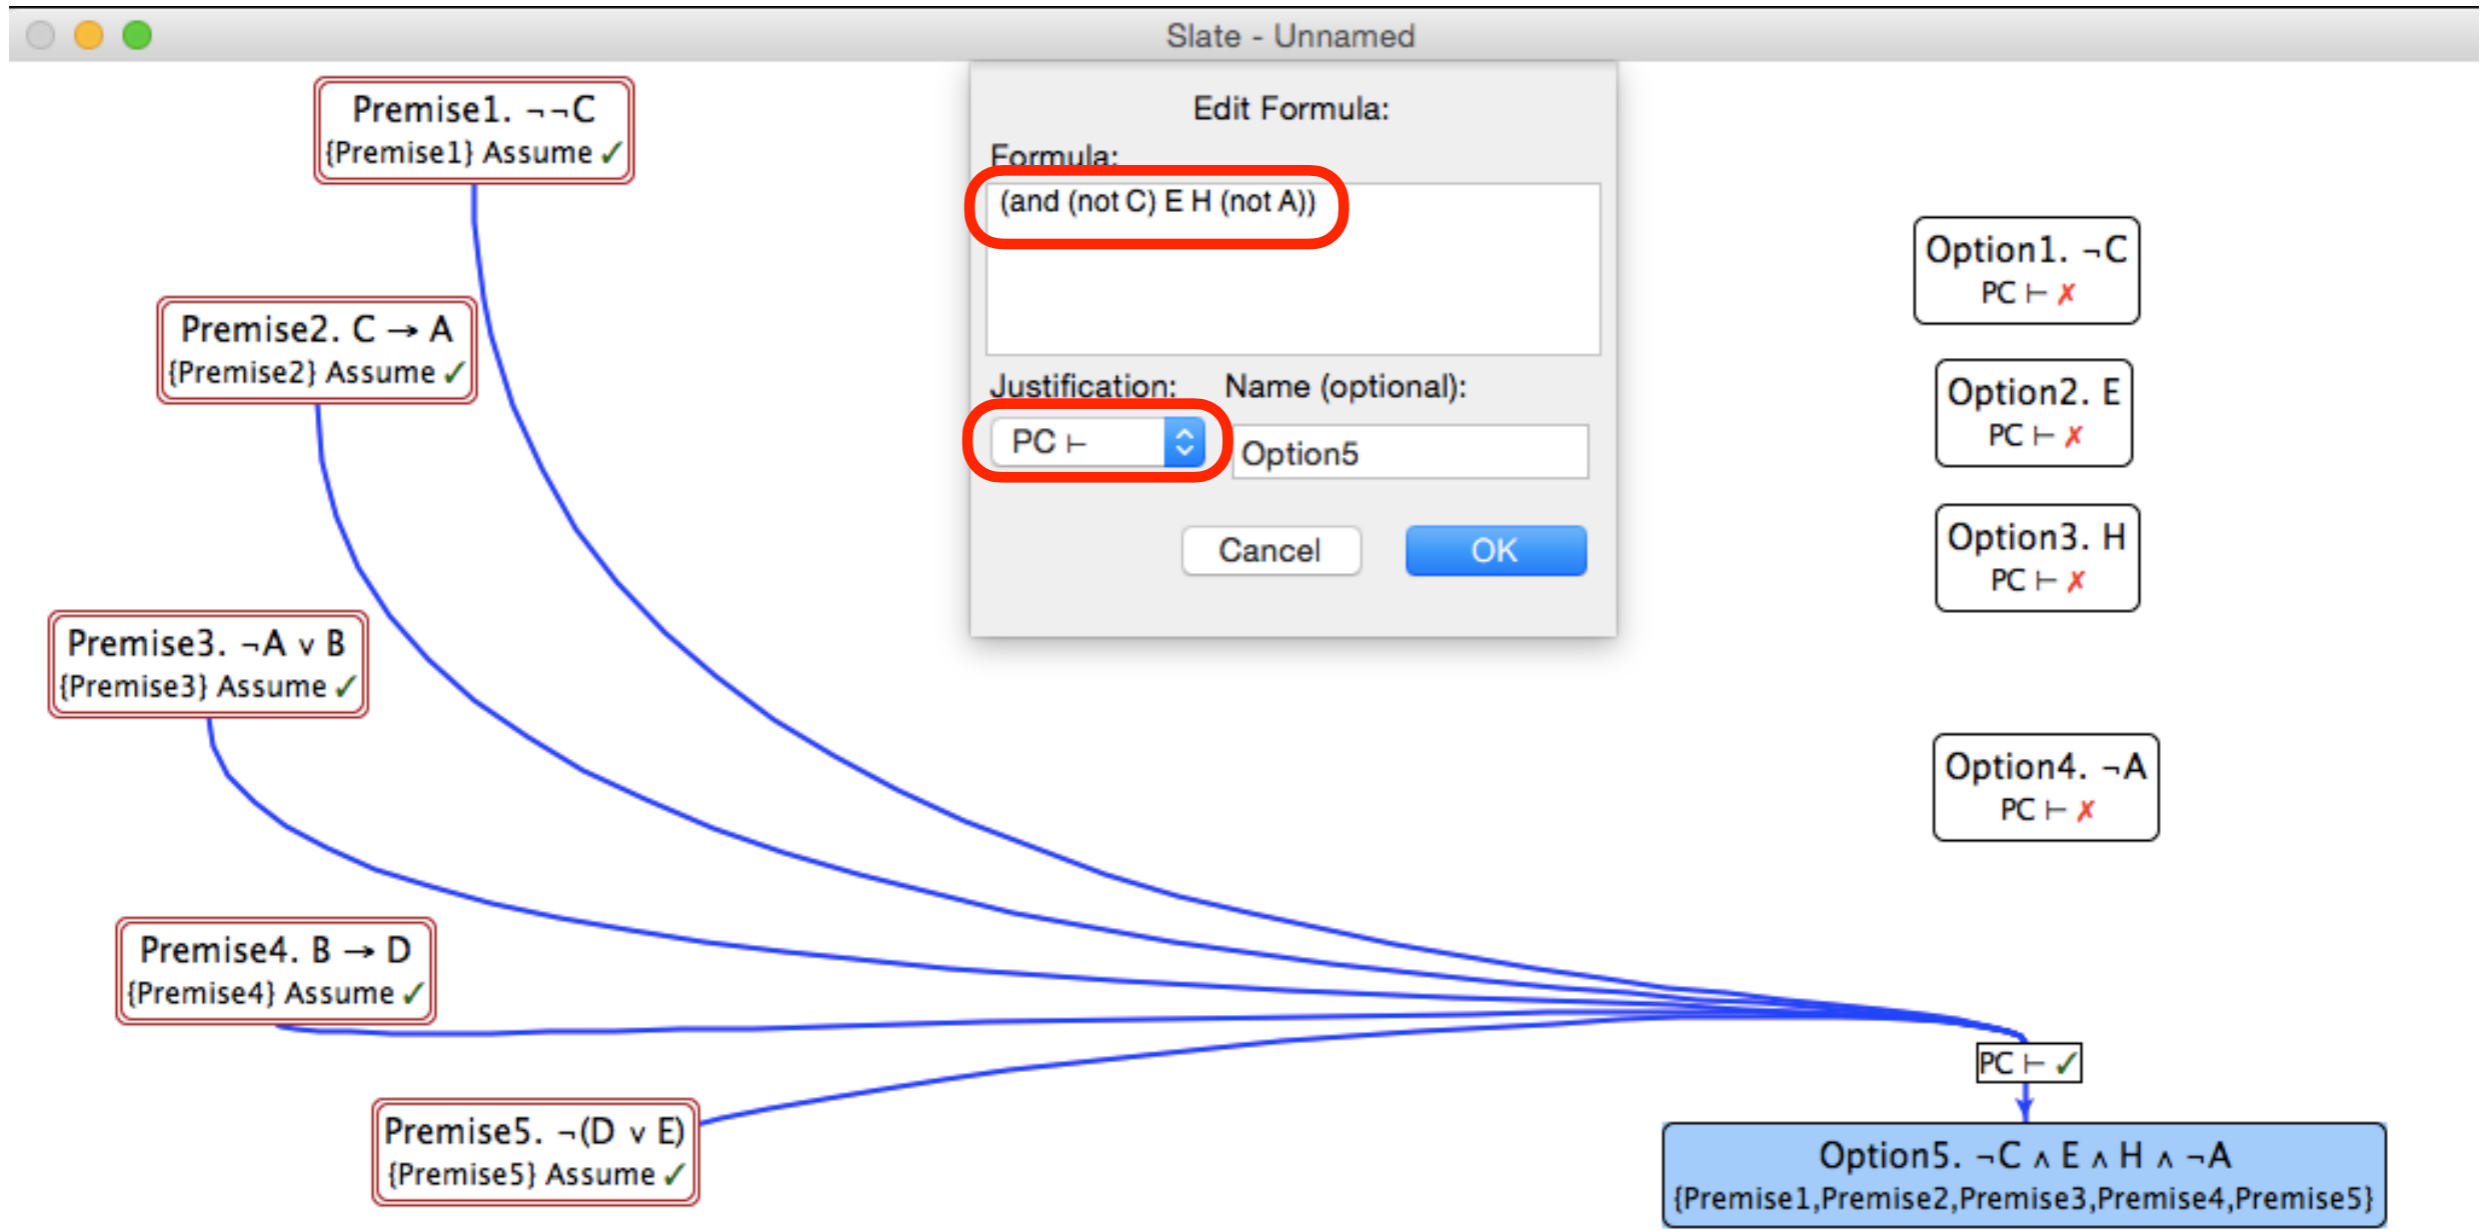 Slate - Unnamed
Premise1. ¬¬C
{Premise1} Assume ✓
Premise2. C → A
{Premise2} Assume ✓
Premise3. ¬A ∨ B
{Premise3} Assume ✓
Premise4. B → D
{Premise4} Assume ✓
Premise5. ¬(D ∨ E)
{Premise5} Assume ✓
Edit Formula:
Formula:
(and (not C) E H (not A))
Justification: Name (optional):
PC ⊢ Option5
Cancel OK
Option1. ¬C
PC ⊢ ✗
Option2. E
PC ⊢ ✗
Option3. H
PC ⊢ ✗
Option4. ¬A
PC ⊢ ✗
PC ⊢ ✓
Option5. ¬C ∧ E ∧ H ∧ ¬A
{Premise1,Premise2,Premise3,Premise4,Premise5}